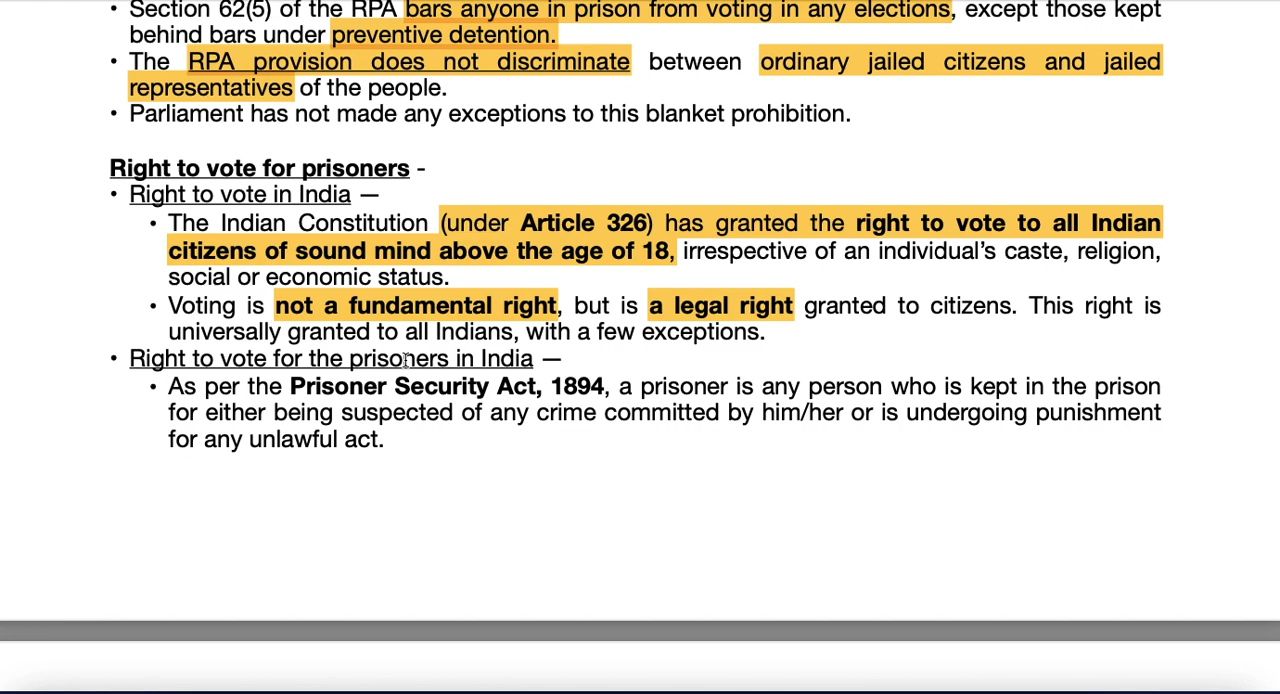 • Section 62(5) of the RPA bars anyone in prison from voting in any elections, except those kept
behind bars under preventive detention.
• The RPA provision does not discriminate between ordinary jailed citizens and jailed
representatives of the people.
• Parliament has not made any exceptions to this blanket prohibition.
Right to vote for prisoners -
• Right to vote in India —
• The Indian Constitution (under Article 326) has granted the right to vote to all Indian
citizens of sound mind above the age of 18, irrespective of an individual's caste, religion,
social or economic status.
• Voting is not a fundamental right, but is a legal right granted to citizens. This right is
universally granted to all Indians, with a few exceptions.
• Right to vote for the prisoners in India —
• As per the Prisoner Security Act, 1894, a prisoner is any person who is kept in the prison
for either being suspected of any crime committed by him/her or is undergoing punishment
for any unlawful act.